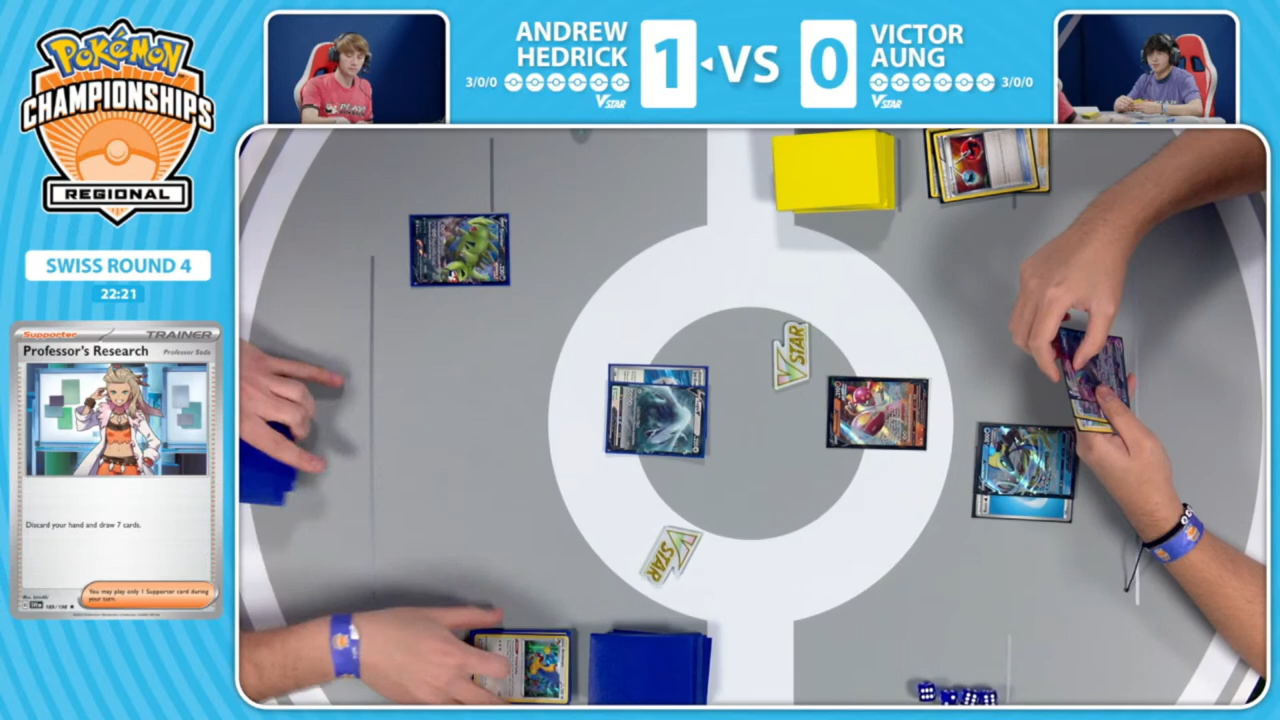 Pokémon
CHAMPIONSHIPS
REGIONAL
SWISS ROUND 4
22:21
Supporter TRAINER
Professor's Research Professor Sada
Discard your hand and draw 7 cards.
You may play only 1 Supporter card during
your turn.
ANDREW
HEDRICK
3/0/0
VSTAR
1
VS
0
VICTOR
AUNG
3/0/0
VSTAR
VSTAR
VSTAR